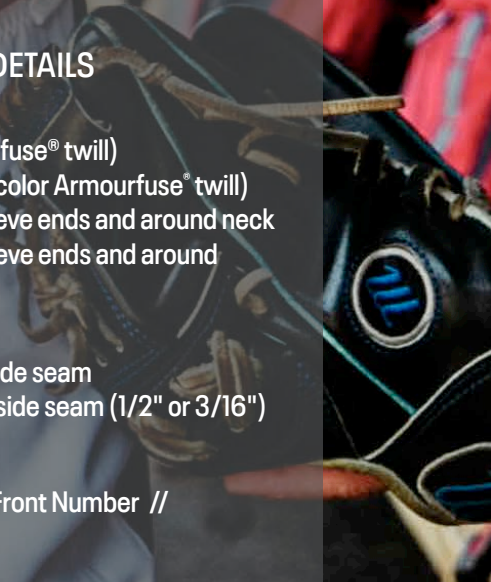 DETAILS
fuse® twill)
color Armourfuse® twill)
eve ends and around neck
eve ends and around
de seam
side seam (1/2" or 3/16")
Front Number //